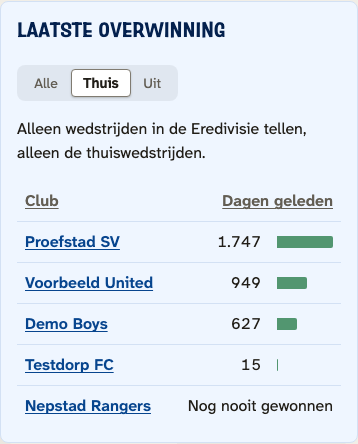 LAATSTE OVERWINNING
Alle Thuis Uit
Alleen wedstrijden in de Eredivisie tellen,
alleen de thuiswedstrijden.
Club Dagen geleden
Proefstad SV 1.747
Voorbeeld United 949
Demo Boys 627
Testdorp FC 15
Nepstad Rangers Nog nooit gewonnen